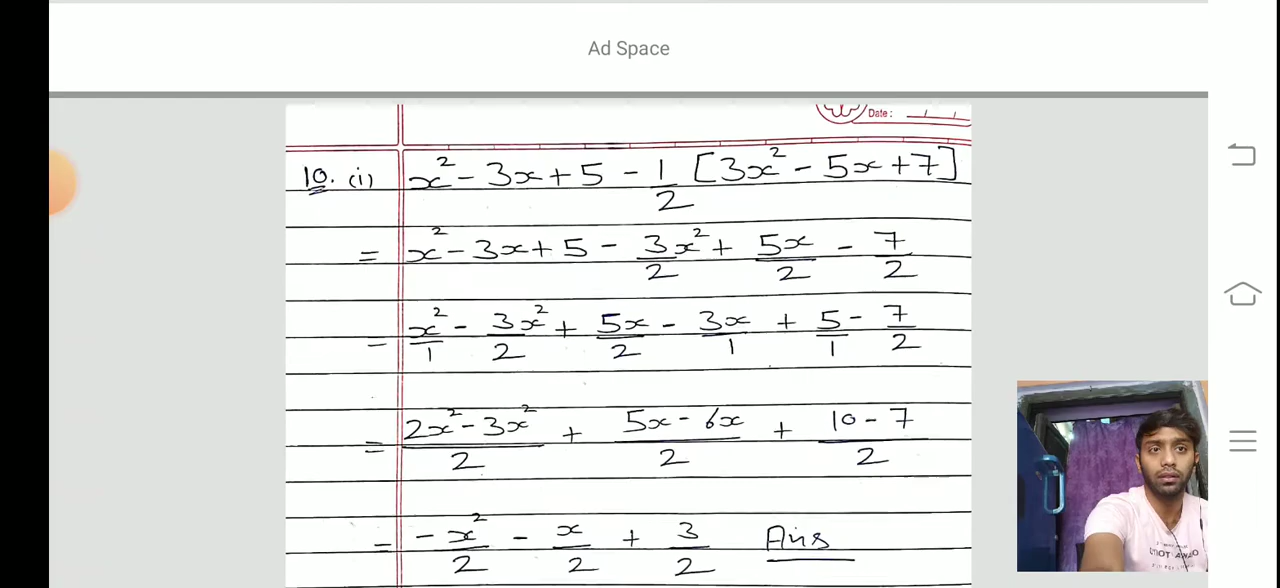 Ad Space
Date :
10. (i) x² - 3x + 5 - 1/2 [3x² - 5x + 7]
= x² - 3x + 5 - 3x²/2 + 5x/2 - 7/2
= x²/1 - 3x²/2 + 5x/2 - 3x/1 + 5/1 - 7/2
= 2x² - 3x²/2 + 5x - 6x/2 + 10 - 7/2
= -x²/2 - x/2 + 3/2 Ans